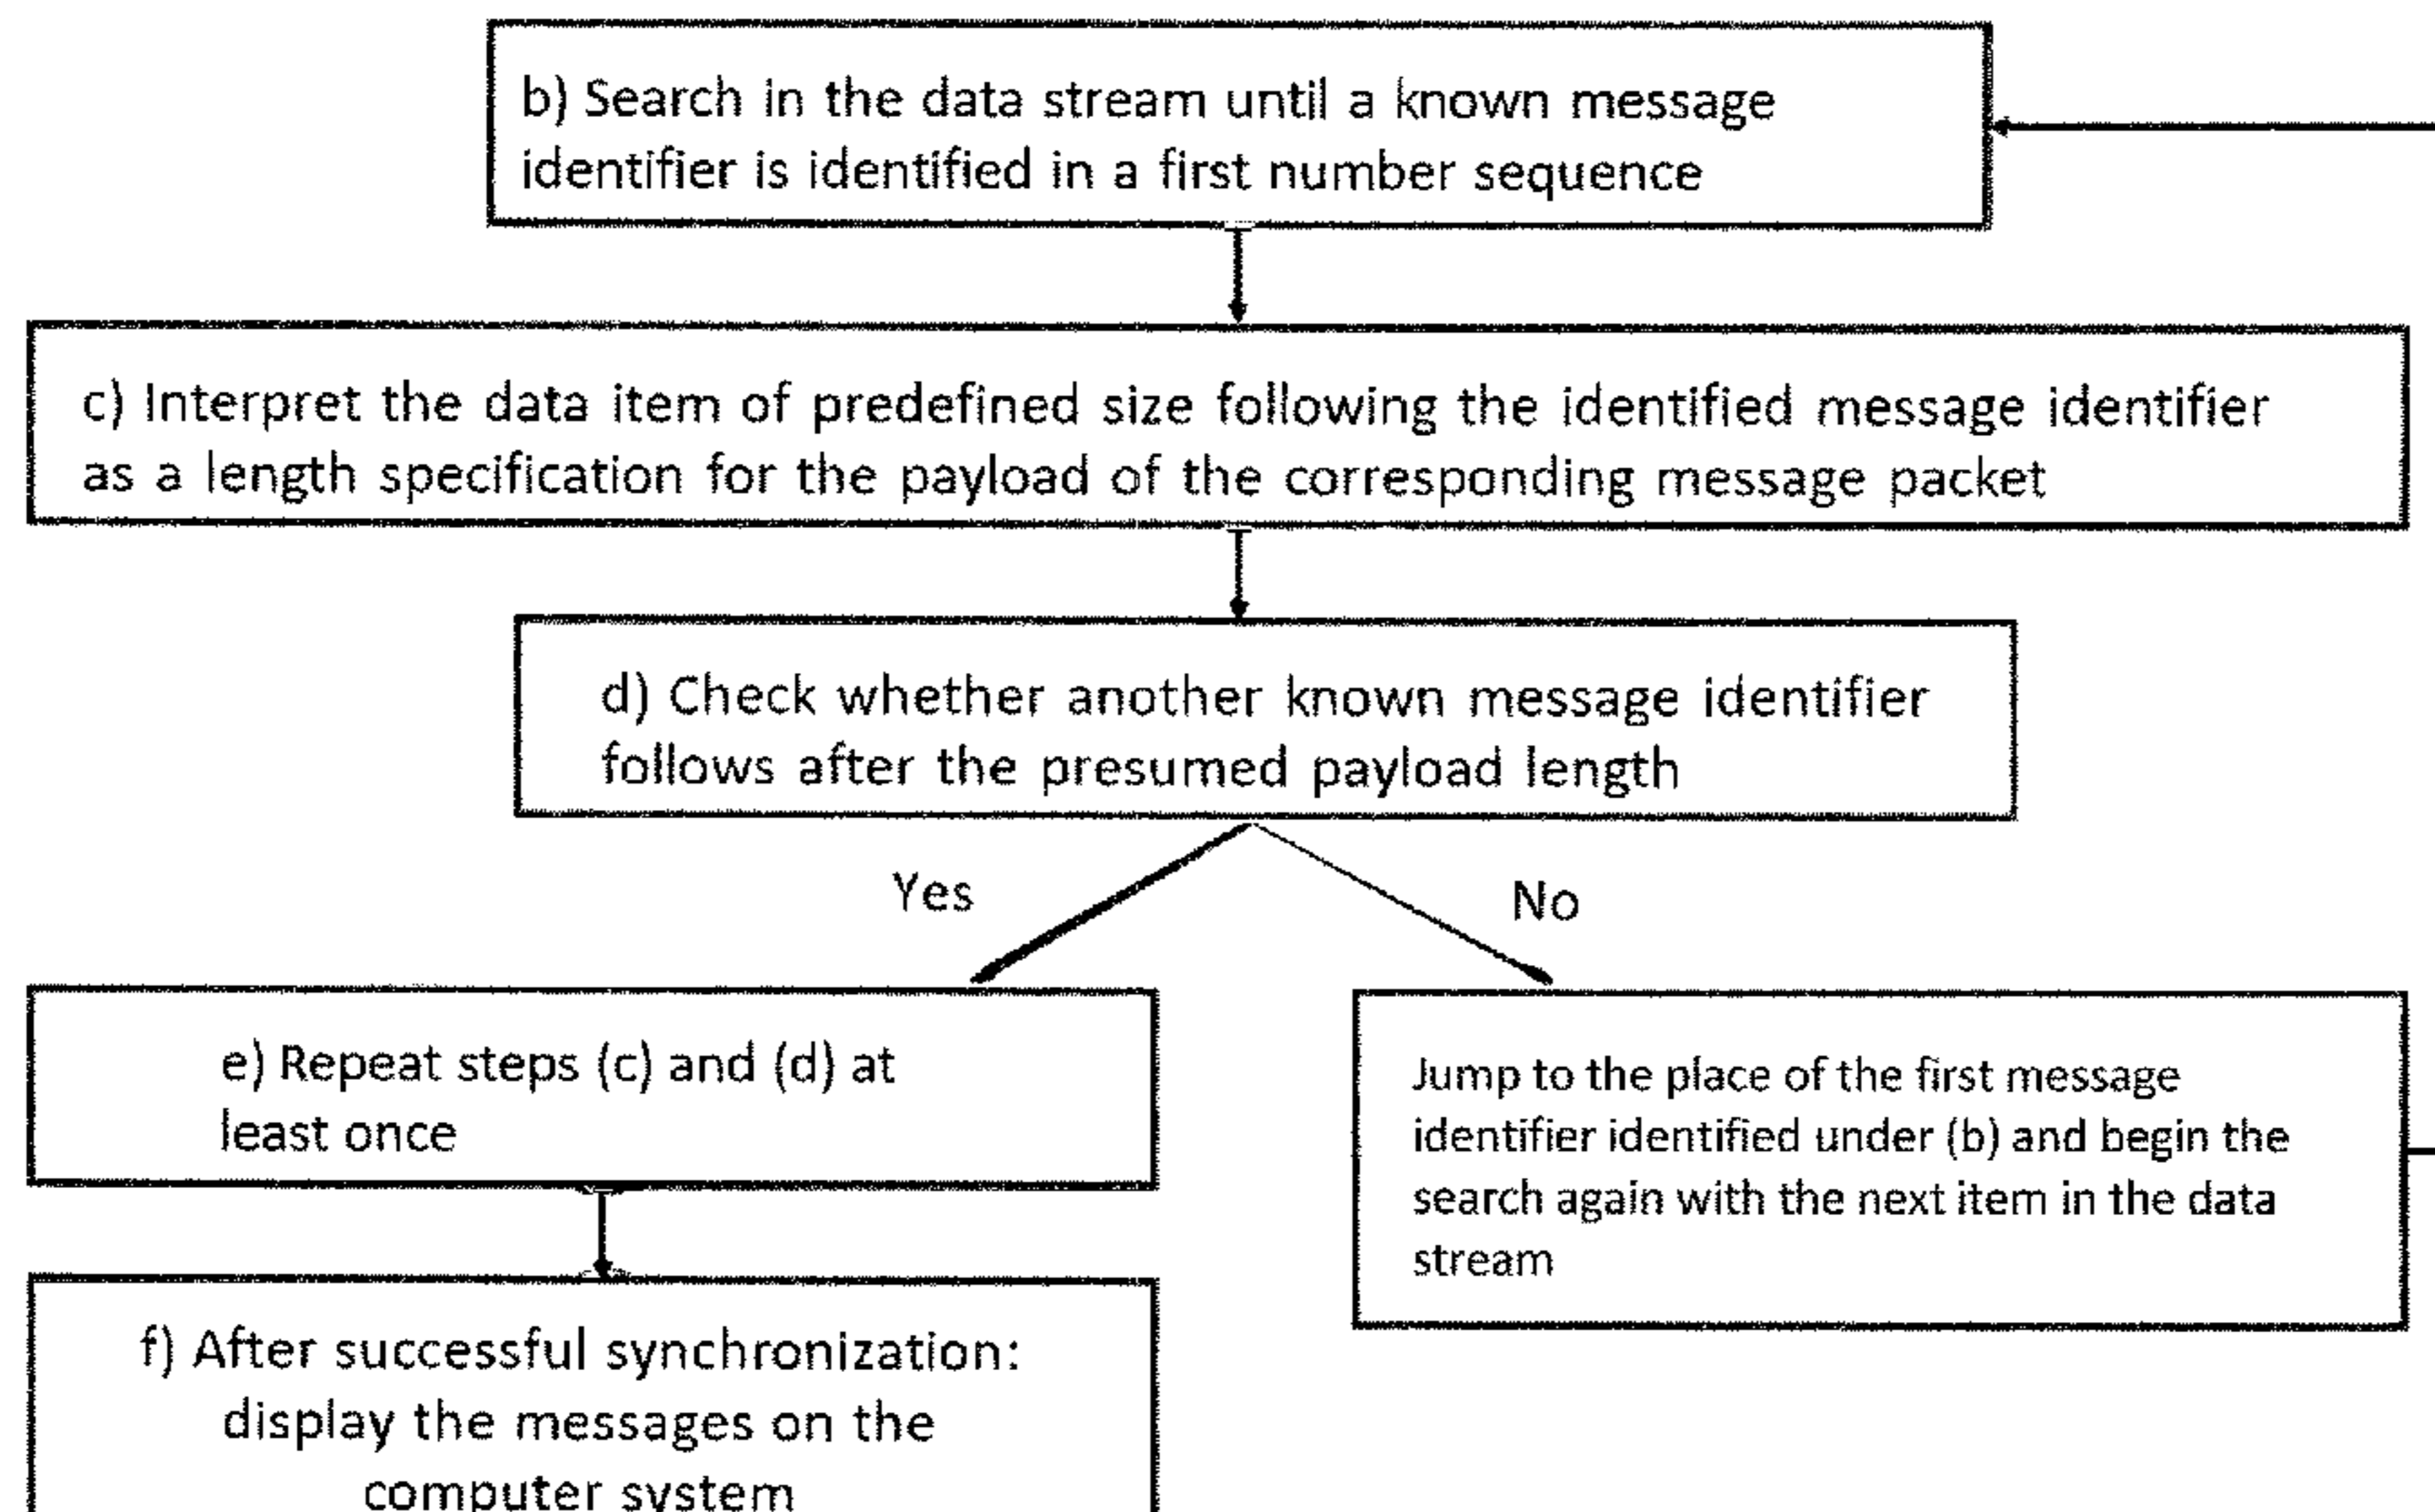 b) Search in the data stream until a known message
identifier is identified in a first number sequence
c) Interpret the data item of predefined size following the identified message identifier
as a length specification for the payload of the corresponding message packet
d) Check whether another known message identifier
follows after the presumed payload length
Yes
No
e) Repeat steps (c) and (d) at
least once
Jump to the place of the first message
identifier identified under (b) and begin the
search again with the next item in the data
stream
f) After successful synchronization:
display the messages on the
computer system